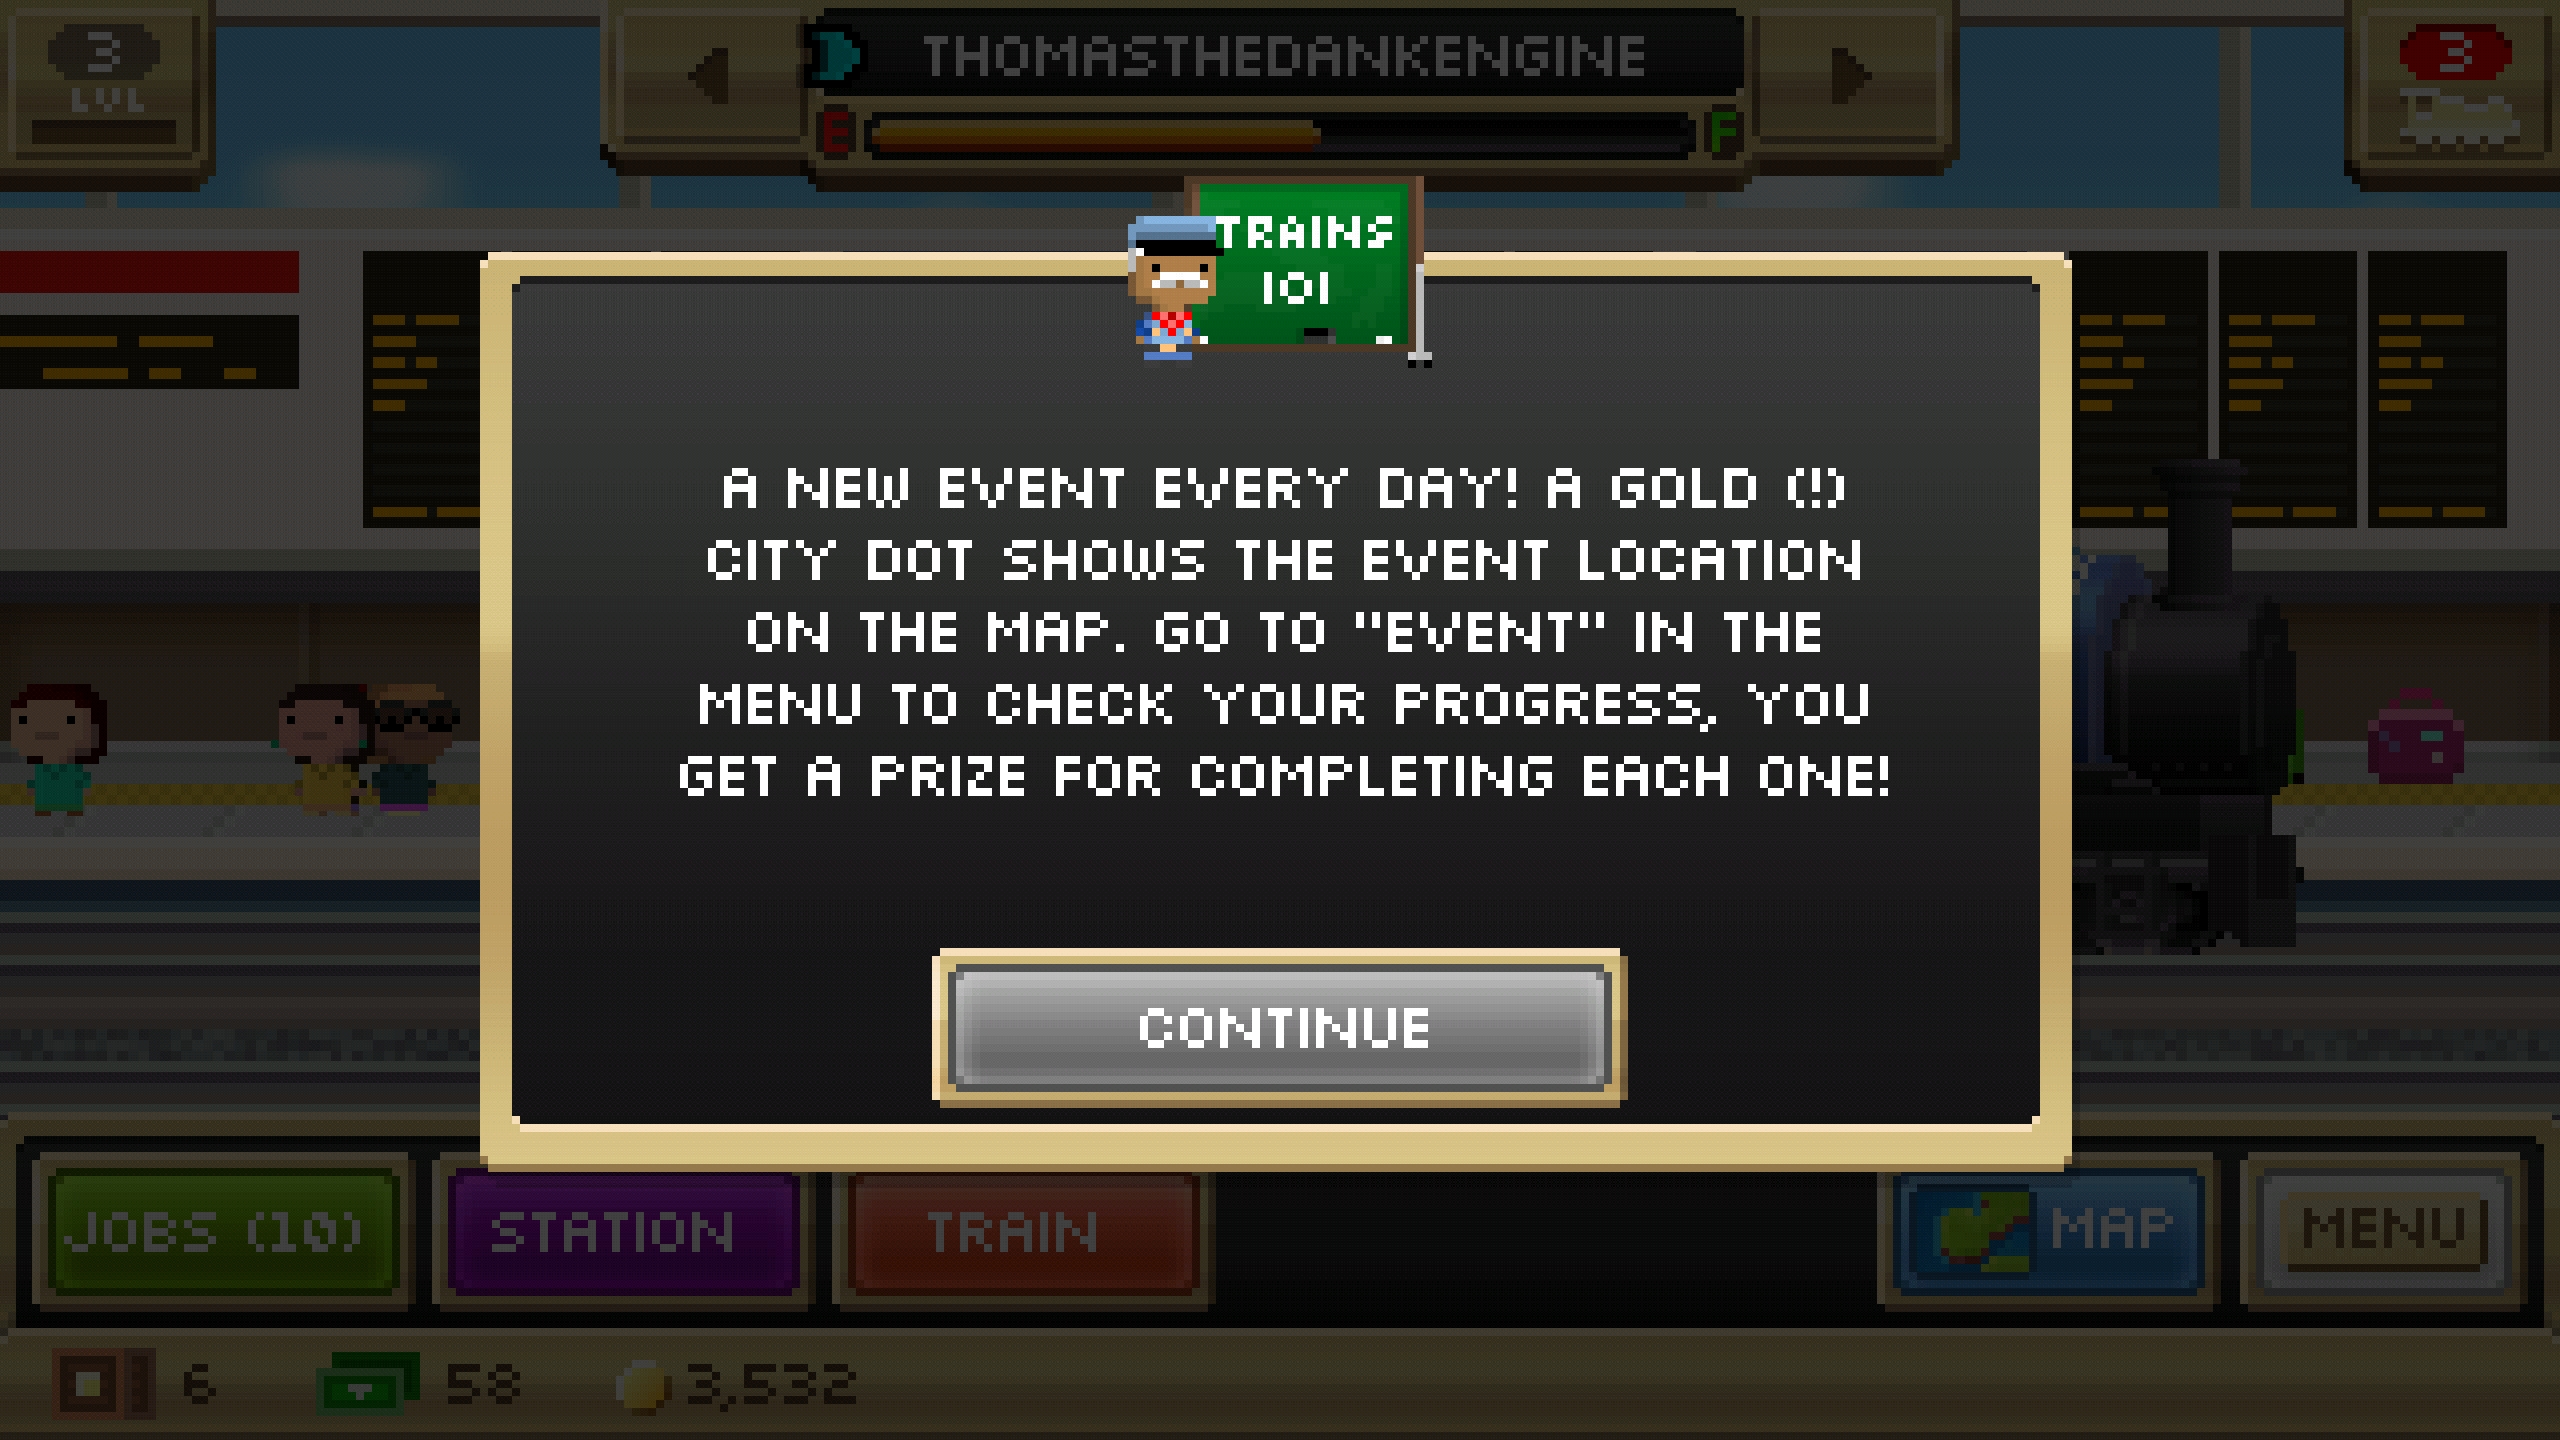 3
LVL
THOMASTHEDANKENGINE
E
F
3
TRAINS
101
A NEW EVENT EVERY DAY! A GOLD (!)
CITY DOT SHOWS THE EVENT LOCATION
ON THE MAP. GO TO "EVENT" IN THE
MENU TO CHECK YOUR PROGRESS, YOU
GET A PRIZE FOR COMPLETING EACH ONE!
CONTINUE
JOBS (10)
STATION
TRAIN
MAP
MENU
6
58
3,532